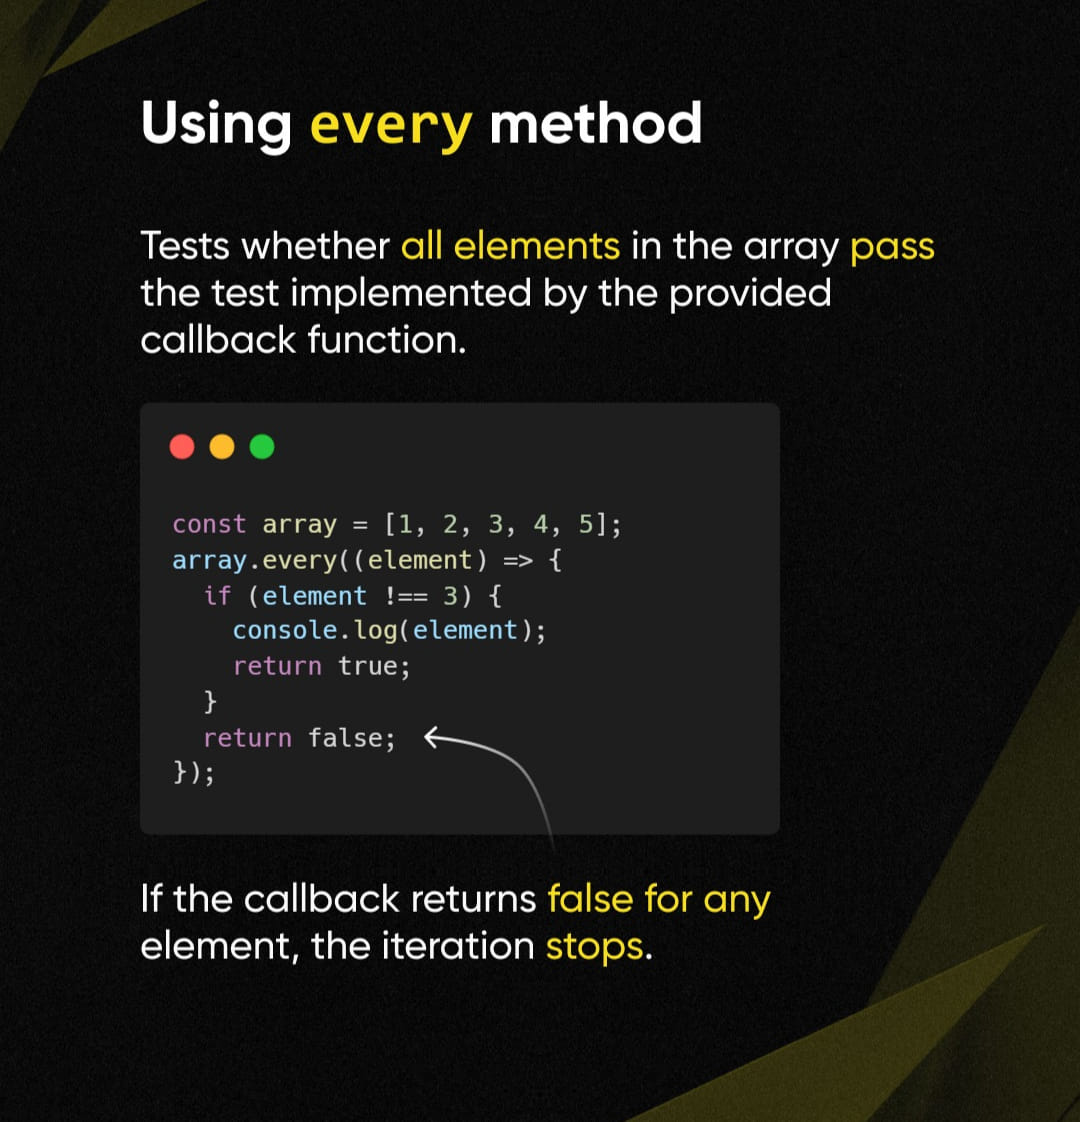 Using every method
Tests whether all elements in the array pass
the test implemented by the provided
callback function.
const array = [1, 2, 3, 4, 5];
array.every((element) => {
if (element !== 3) {
console.log(element);
return true;
}
return false;
});
If the callback returns false for any
element, the iteration stops.